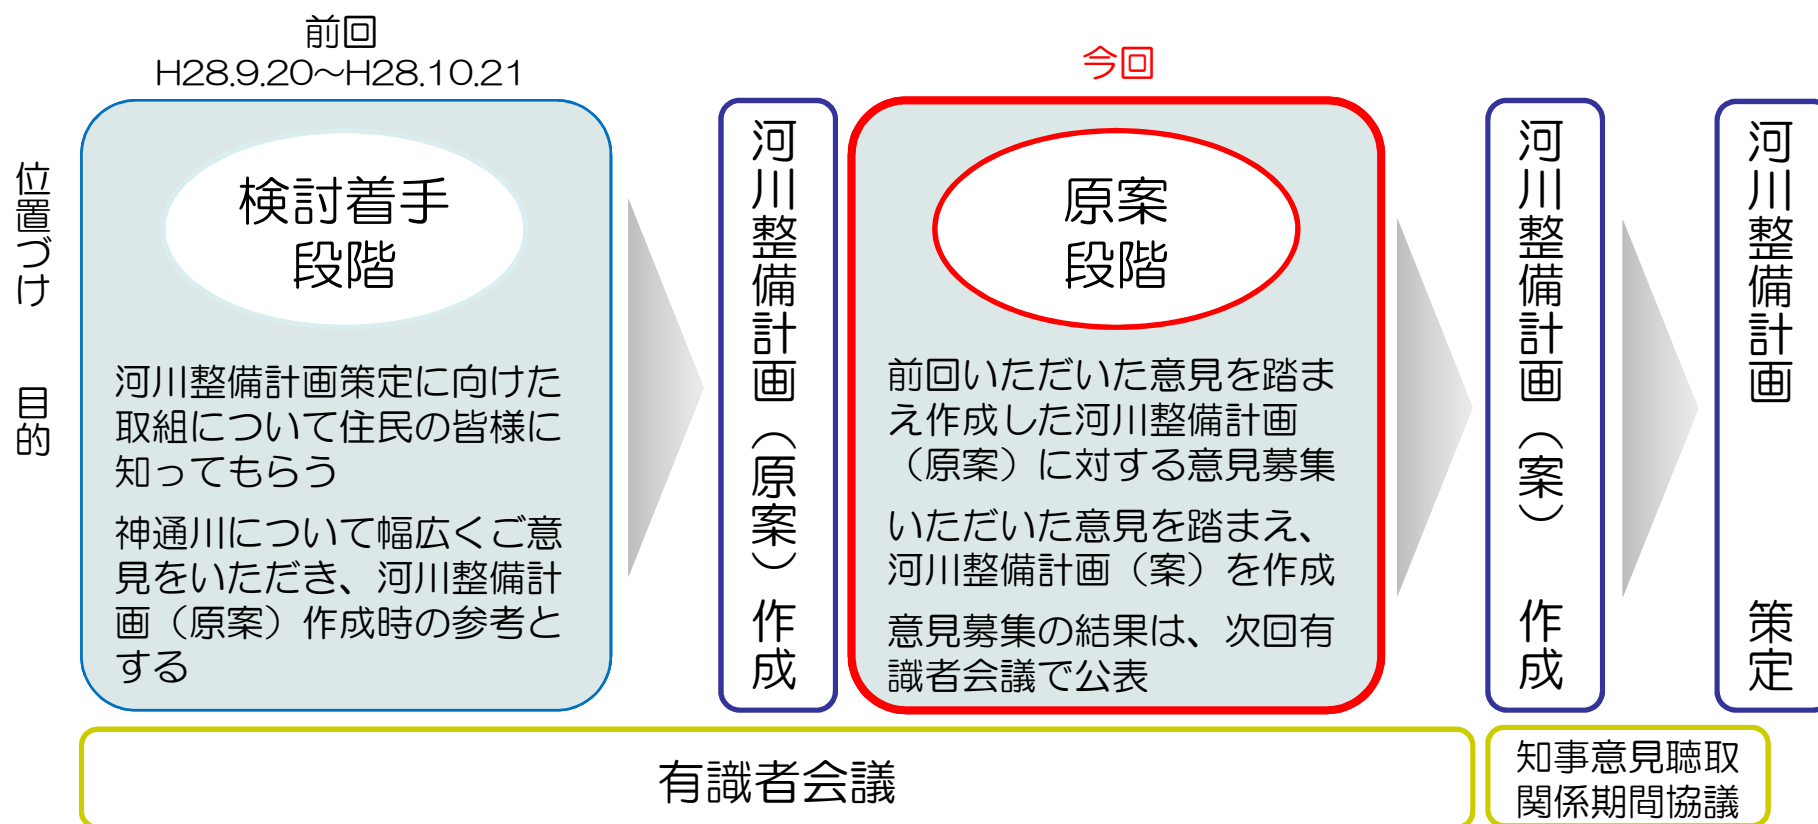 前回
H28.9.20～H28.10.21
今回
位置づけ
目的
検討着手
段階
河川整備計画策定に向けた
取組について住民の皆様に
知ってもらう
神通川について幅広くご意
見をいただき、河川整備計
画（原案）作成時の参考と
する
河川整備計画（原案）作成
原案
段階
前回いただいた意見を踏ま
え作成した河川整備計画
（原案）に対する意見募集
いただいた意見を踏まえ、
河川整備計画（案）を作成
意見募集の結果は、次回有
識者会議で公表
河川整備計画（案）作成
河川整備計画 策定
有識者会議
知事意見聴取
関係期間協議